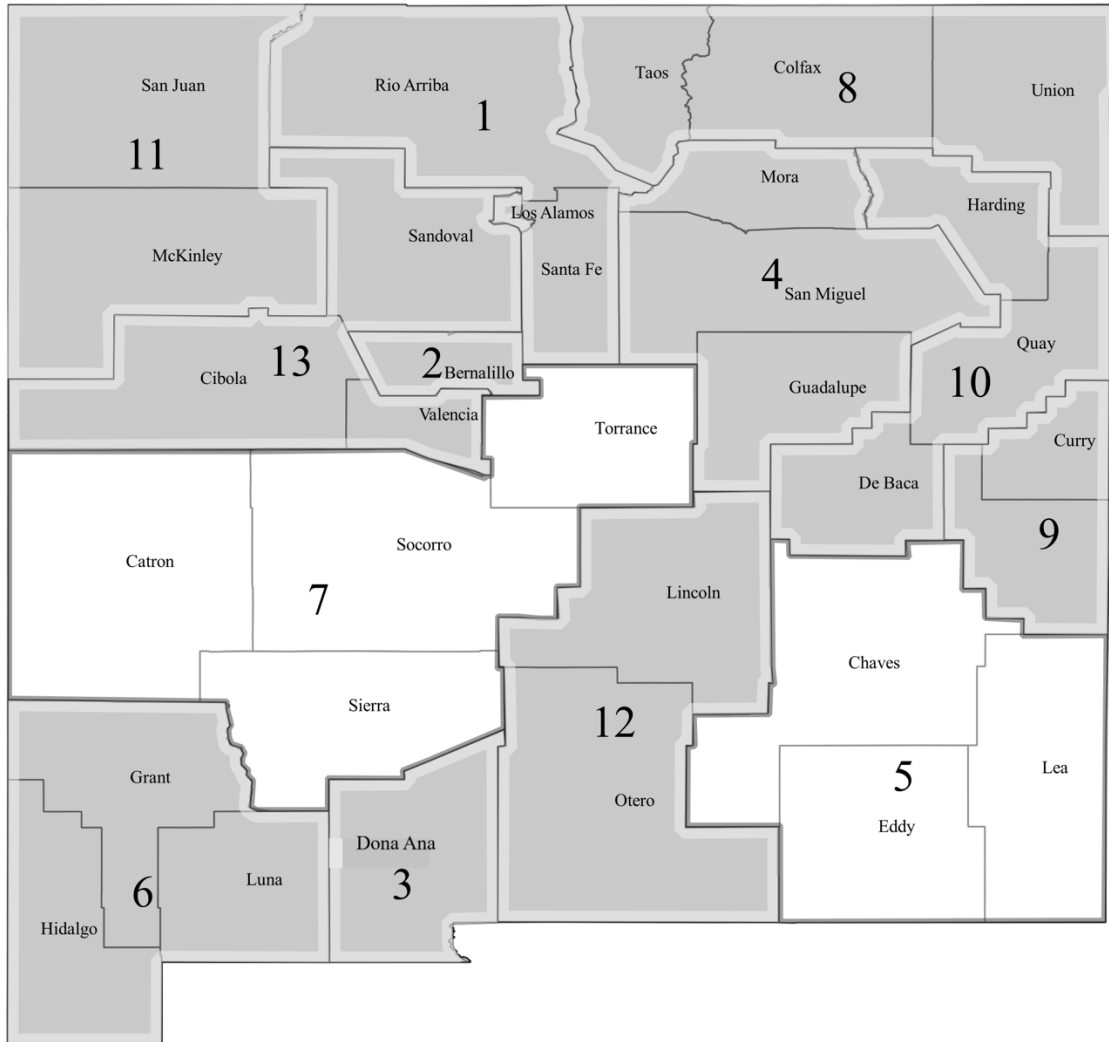 San Juan
Rio Arriba
Taos
Colfax
Union
11
1
8
Mora
Harding
McKinley
Sandoval
Los Alamos
Santa Fe
4
San Miguel
Cibola
13
2
Bernalillo
Valencia
Torrance
Guadalupe
Quay
10
Curry
De Baca
9
Catron
Socorro
7
Lincoln
Chaves
Sierra
12
Otero
Lea
5
Eddy
Grant
Dona Ana
3
Luna
6
Hidalgo